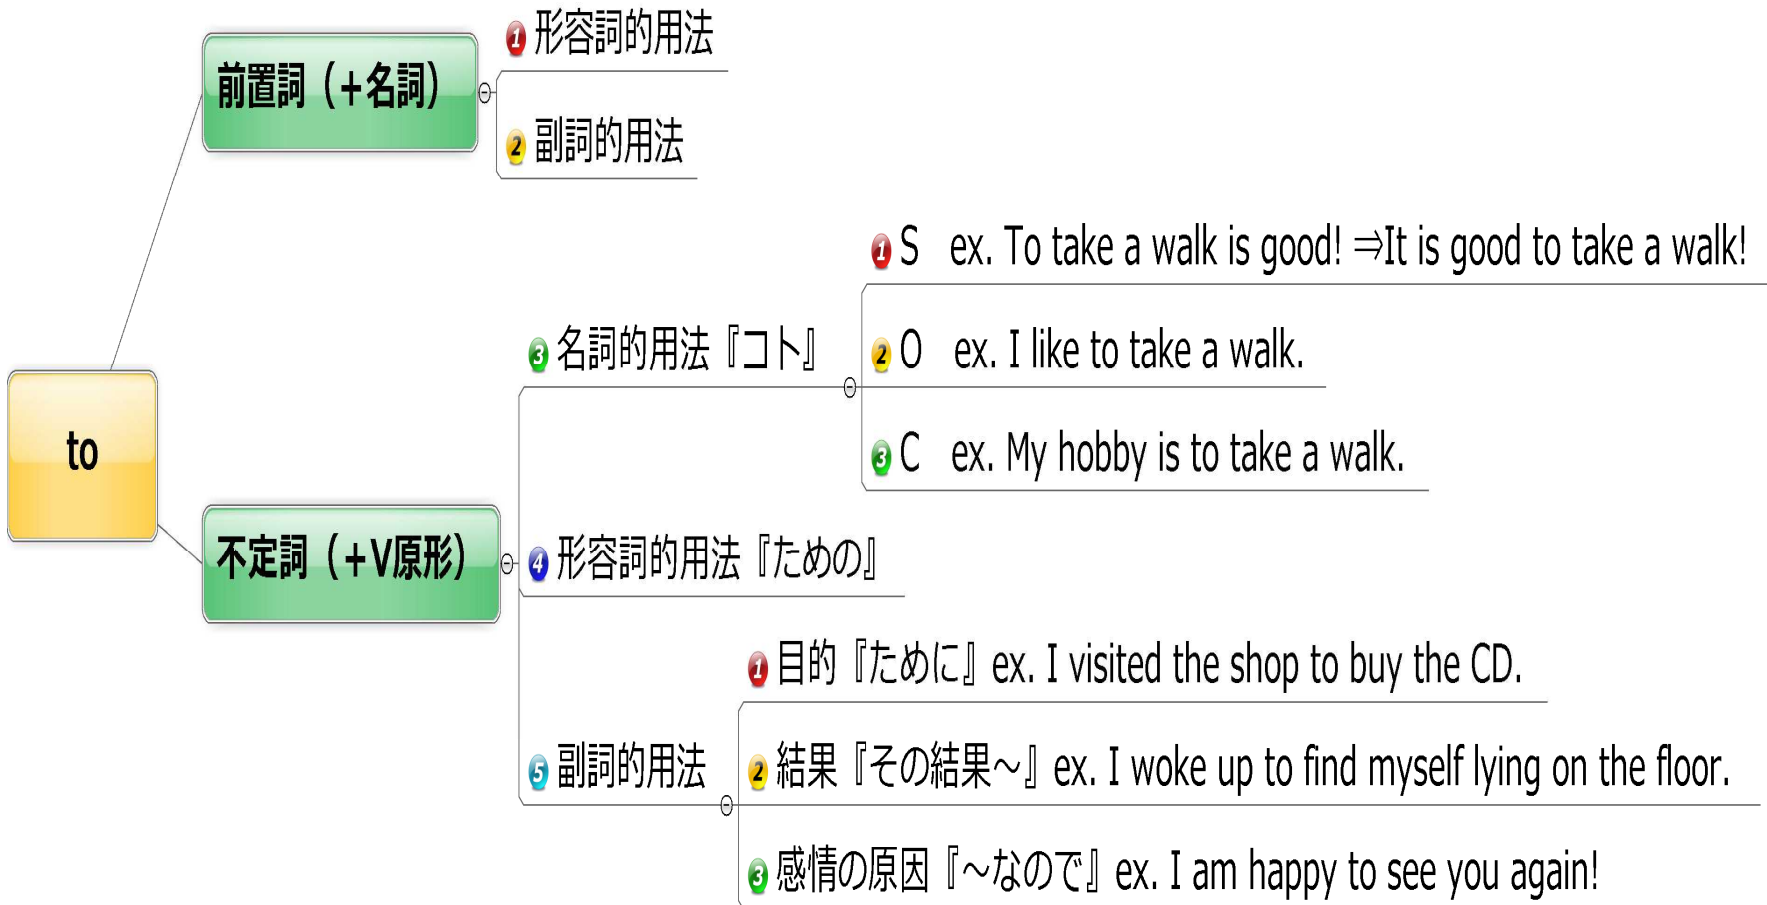 to
前置詞（＋名詞）
1 形容詞的用法
2 副詞的用法
不定詞（＋V原形）
3 名詞的用法『コト』
1 S ex. To take a walk is good! ⇒It is good to take a walk!
2 O ex. I like to take a walk.
3 C ex. My hobby is to take a walk.
4 形容詞的用法『ための』
5 副詞的用法
1 目的『ために』ex. I visited the shop to buy the CD.
2 結果『その結果～』ex. I woke up to find myself lying on the floor.
3 感情の原因『～なので』ex. I am happy to see you again!